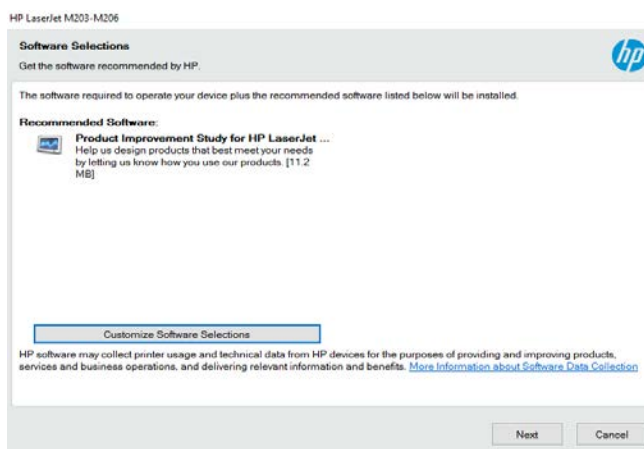 HP LaserJet M203-M206
Software Selections
Get the software recommended by HP.
hp
The software required to operate your device plus the recommended software listed below will be installed.
Recommended Software:
Product Improvement Study for HP LaserJet ...
Help us design products that best meet your needs
by letting us know how you use our products. [11.2
MB]
Customize Software Selections
HP software may collect printer usage and technical data from HP devices for the purposes of providing and improving products,
services and business operations, and delivering relevant information and benefits. More Information about Software Data Collection
Next
Cancel